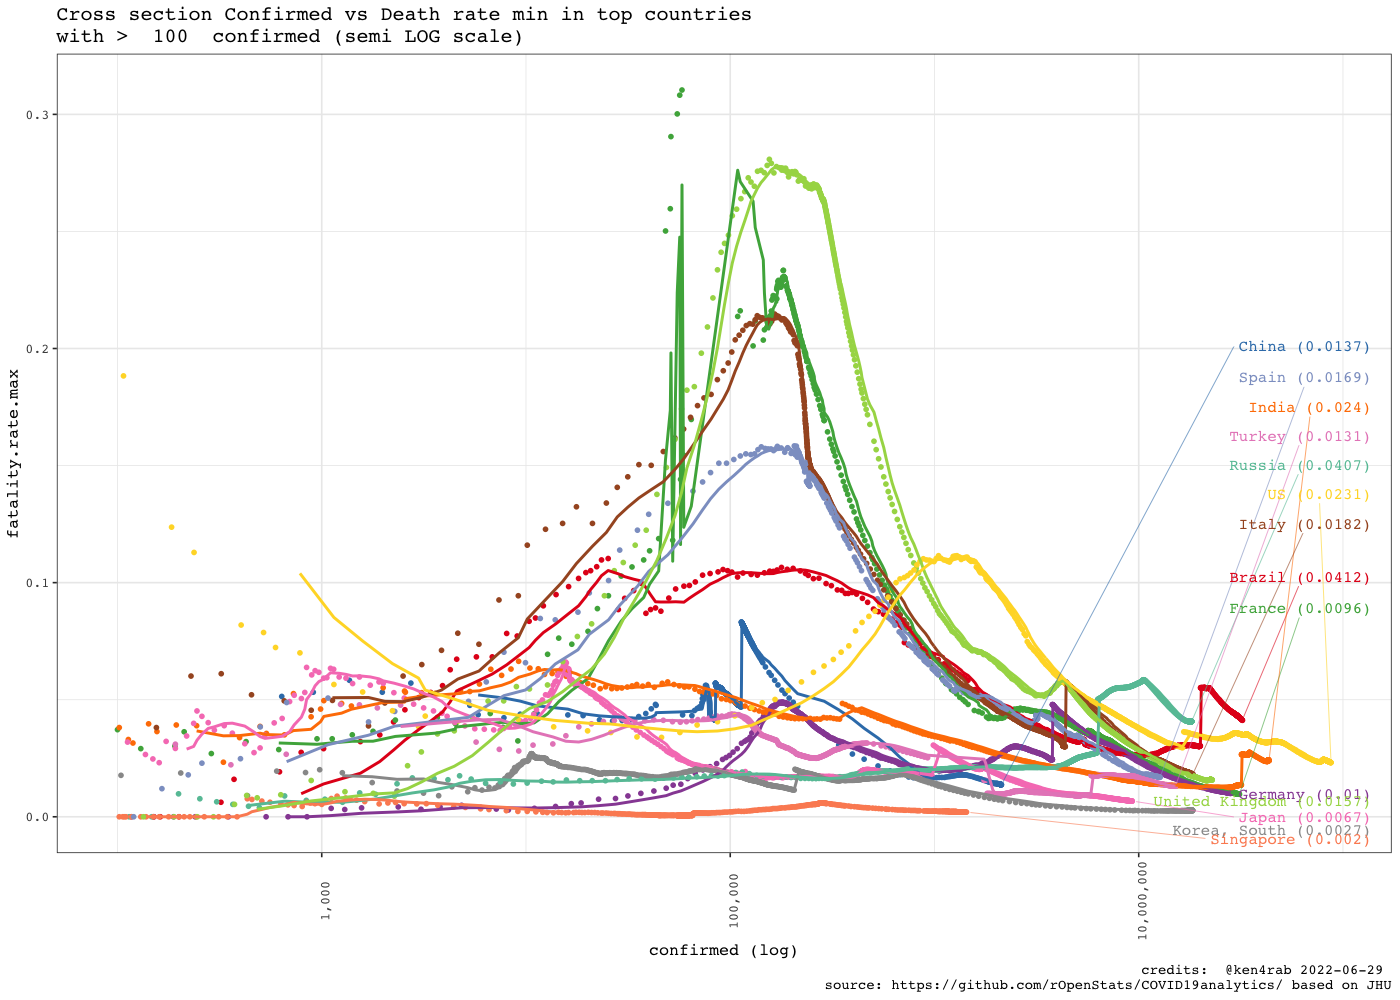 Cross section Confirmed vs Death rate min in top countries
with >  100  confirmed (semi LOG scale)
0.3
0.2
0.1
0.0
fatality.rate.max
China (0.0137)
Spain (0.0169)
India (0.024)
Turkey (0.0131)
Russia (0.0407)
US (0.0231)
Italy (0.0182)
Brazil (0.0412)
France (0.0096)
Germany (0.01)
United Kingdom (0.0157)
Japan (0.0067)
Korea, South (0.0027)
Singapore (0.002)
1,000
100,000
10,000,000
confirmed (log)
credits:  @ken4rab 2022-06-29
source: https://github.com/rOpenStats/COVID19analytics/ based on JHU